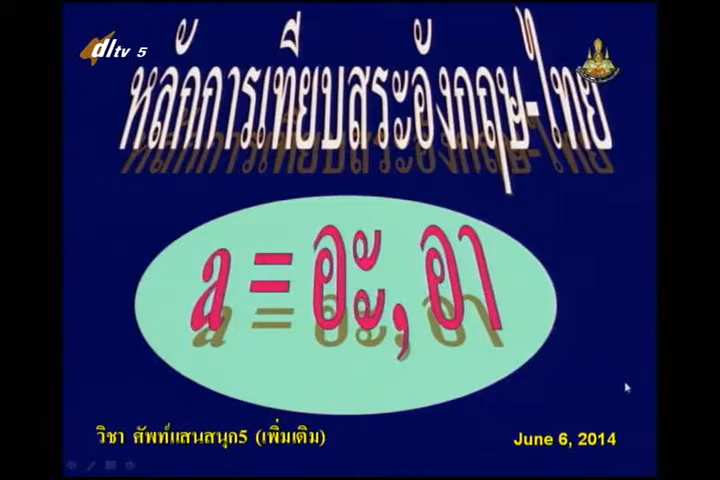 dltv 5
หลักการเทียบสระอังกฤษ-ไทย
a = อะ, อา
วิชา ศัพท์แสนสนุก5 (เพิ่มเติม)
June 6, 2014